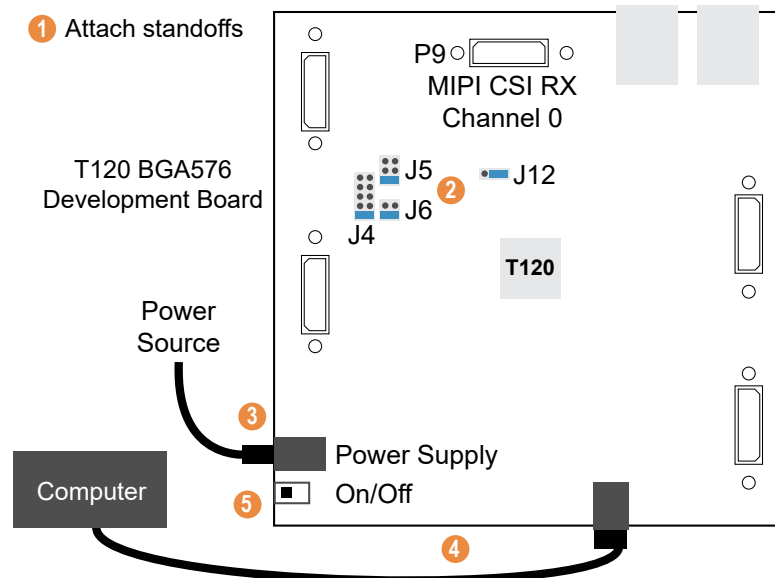 1 Attach standoffs
P9
MIPI CSI RX
Channel 0
T120 BGA576
Development Board
J5
2
J12
J6
J4
T120
Power
Source
3
Power Supply
Computer
5
On/Off
4